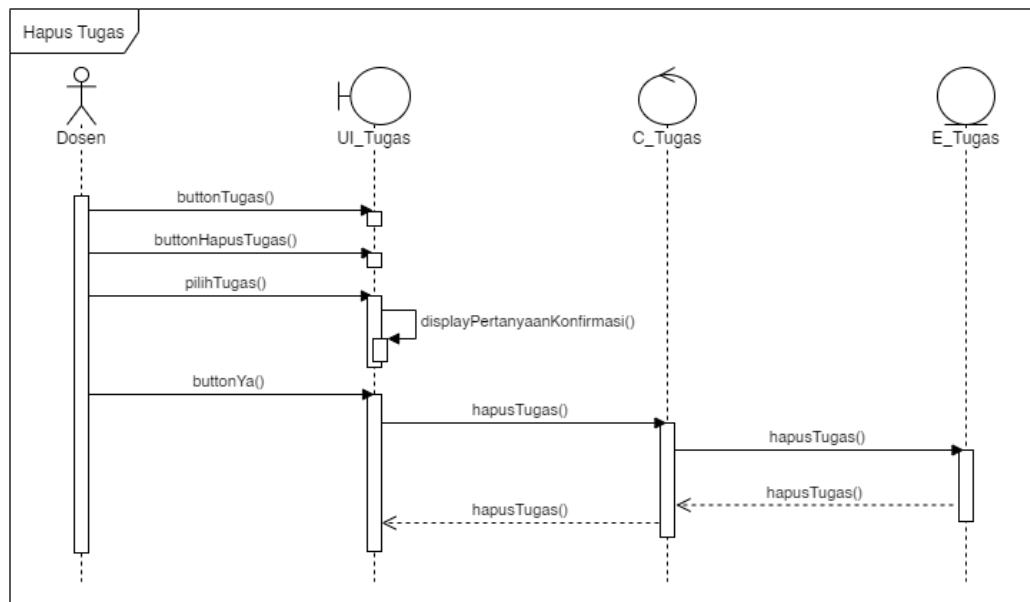 Hapus Tugas
Dosen
UI_Tugas
C_Tugas
E_Tugas
buttonTugas()
buttonHapusTugas()
pilihTugas()
displayPertanyaanKonfirmasi()
buttonYa()
hapusTugas()
hapusTugas()
hapusTugas()
hapusTugas()